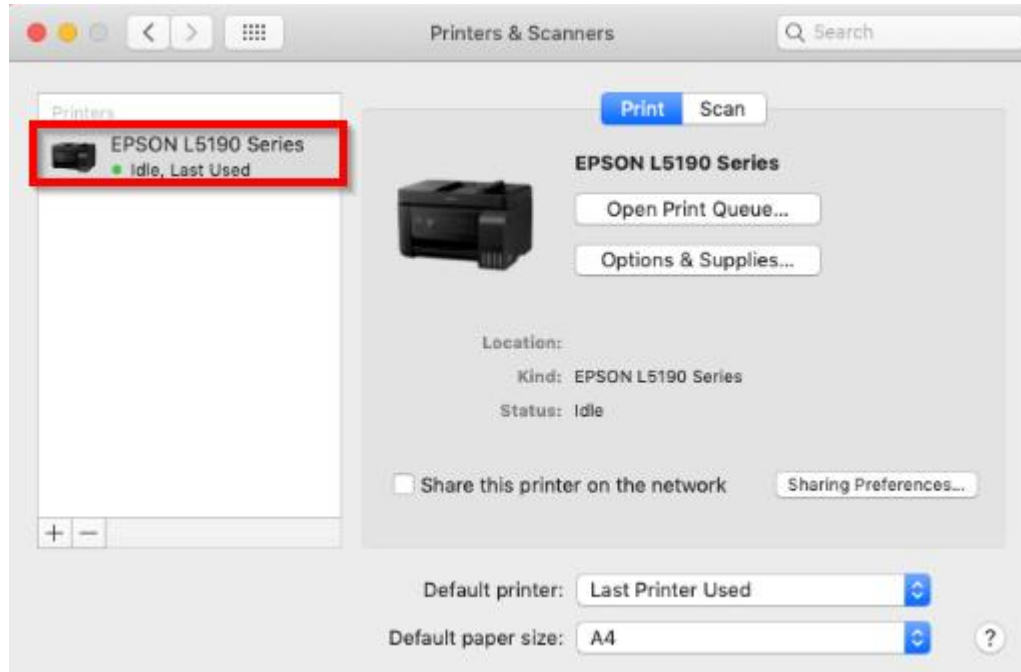 Printers & Scanners
Search
Printers
EPSON L5190 Series
Idle, Last Used
Print Scan
EPSON L5190 Series
Open Print Queue...
Options & Supplies...
Location:
Kind: EPSON L5190 Series
Status: Idle
Share this printer on the network
Sharing Preferences...
+ −
Default printer: Last Printer Used
Default paper size: A4
?